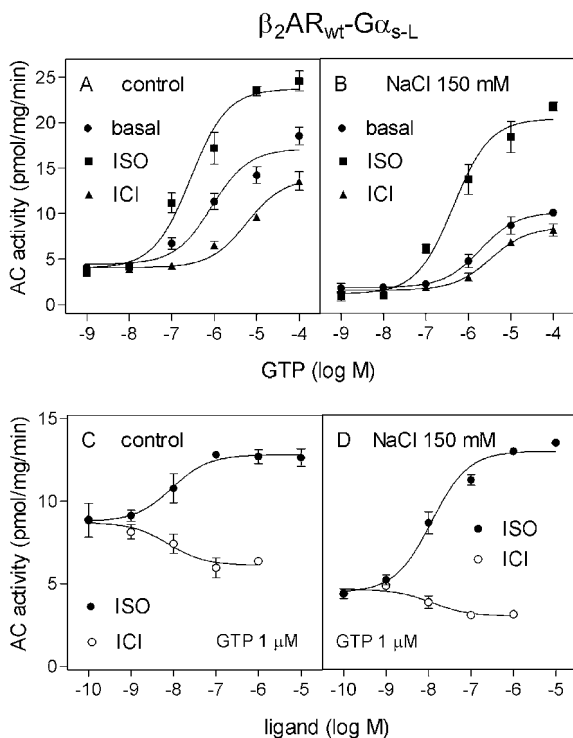 β₂AR_wt-Gα_s-L
A control
basal
ISO
ICI
B NaCl 150 mM
basal
ISO
ICI
AC activity (pmol/mg/min)
25
20
15
10
5
0
-9 -8 -7 -6 -5 -4
-9 -8 -7 -6 -5 -4
GTP (log M)
C control
ISO
ICI
GTP 1 μM
D NaCl 150 mM
ISO
ICI
GTP 1 μM
AC activity (pmol/mg/min)
15
10
5
0
-10 -9 -8 -7 -6 -5
-10 -9 -8 -7 -6 -5
ligand (log M)